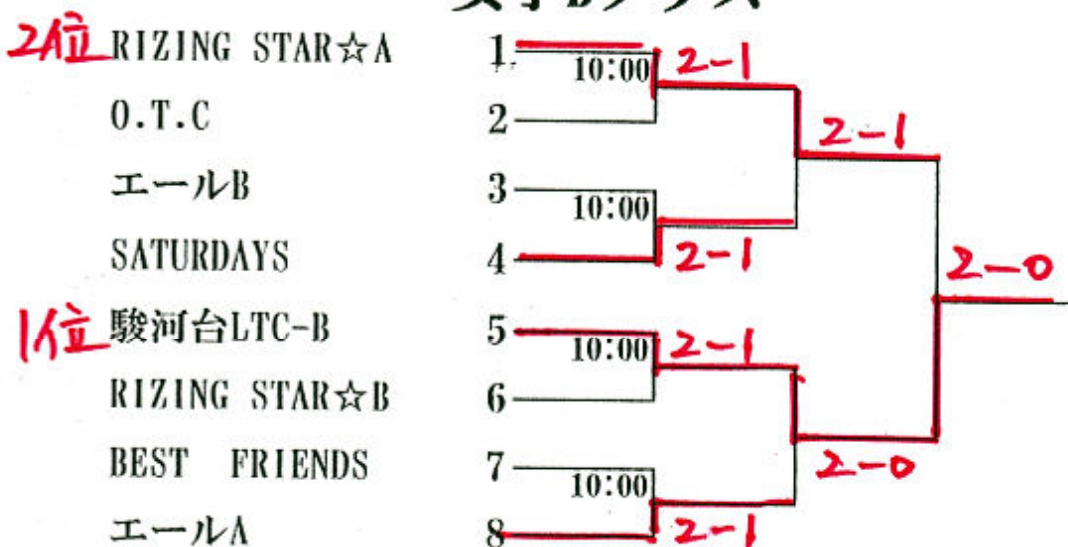 2位 RIZING STAR☆A 1 10:00 2-1
O.T.C 2
2-1
エールB 3 10:00
SATURDAYS 4 2-1
2-0
1位 駿河台LTC-B 5 10:00 2-1
RIZING STAR☆B 6
2-0
BEST FRIENDS 7 10:00
エールA 8 2-1